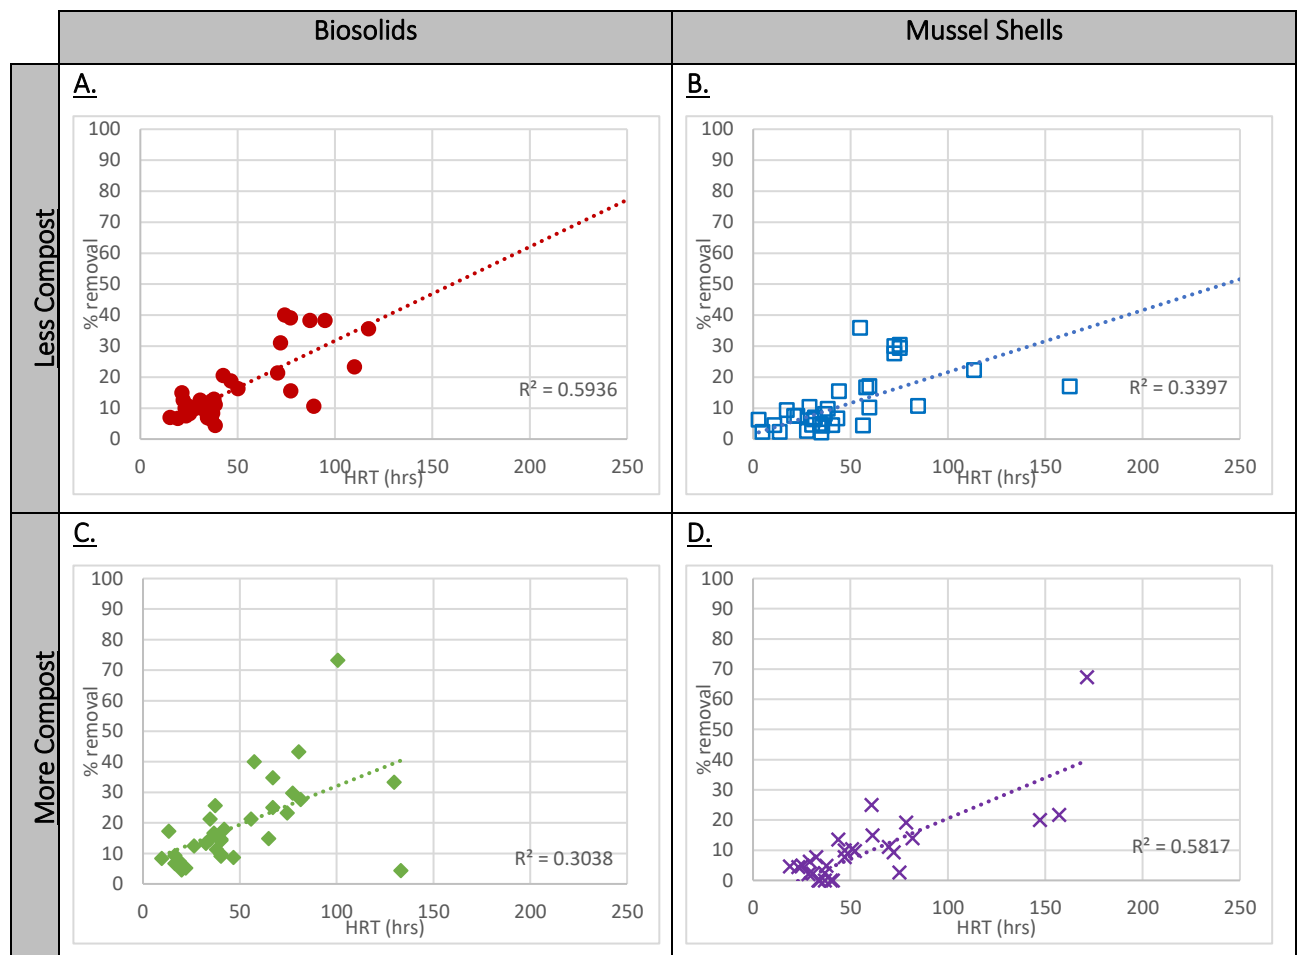 Biosolids
Mussel Shells
Less Compost
A.
100
90
80
70
60
50
40
30
20
10
0
% removal
R² = 0.5936
0 50 100 150 200 250
HRT (hrs)
B.
100
90
80
70
60
50
40
30
20
10
0
% removal
R² = 0.3397
0 50 100 150 200 250
HRT (hrs)
More Compost
C.
100
90
80
70
60
50
40
30
20
10
0
% removal
R² = 0.3038
0 50 100 150 200 250
HRT (hrs)
D.
100
90
80
70
60
50
40
30
20
10
0
% removal
R² = 0.5817
0 50 100 150 200 250
HRT (hrs)